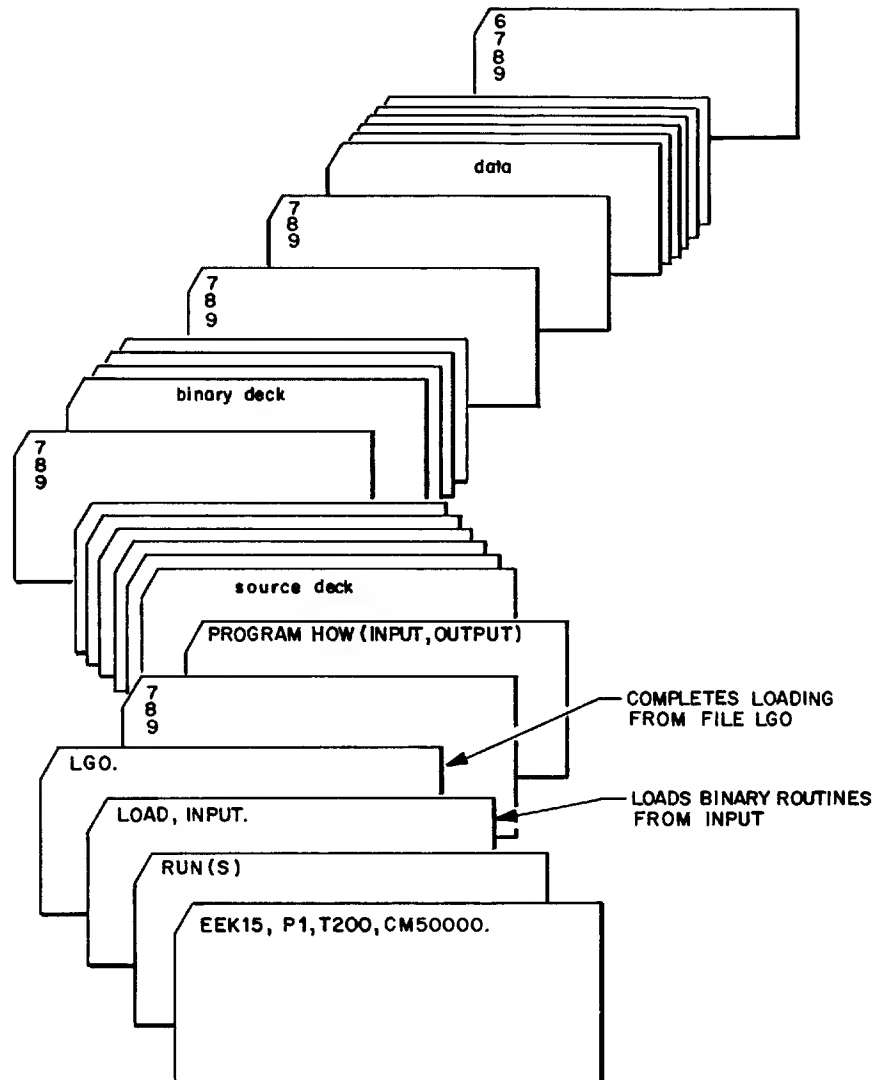 6
7
8
9
data
7
8
9
7
8
9
binary deck
7
8
9
source deck
PROGRAM HOW (INPUT,OUTPUT)
7
8
9
COMPLETES LOADING
FROM FILE LGO
LGO.
LOAD, INPUT.
LOADS BINARY ROUTINES
FROM INPUT
RUN(S)
EEK15, P1,T200,CM50000.